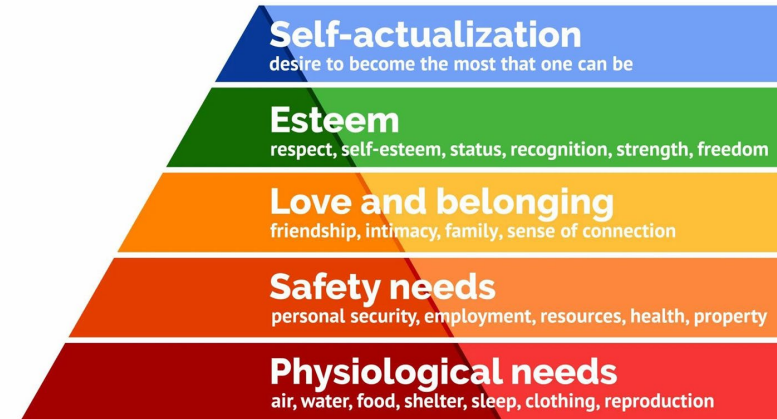 Self-actualization
desire to become the most that one can be
Esteem
respect, self-esteem, status, recognition, strength, freedom
Love and belonging
friendship, intimacy, family, sense of connection
Safety needs
personal security, employment, resources, health, property
Physiological needs
air, water, food, shelter, sleep, clothing, reproduction